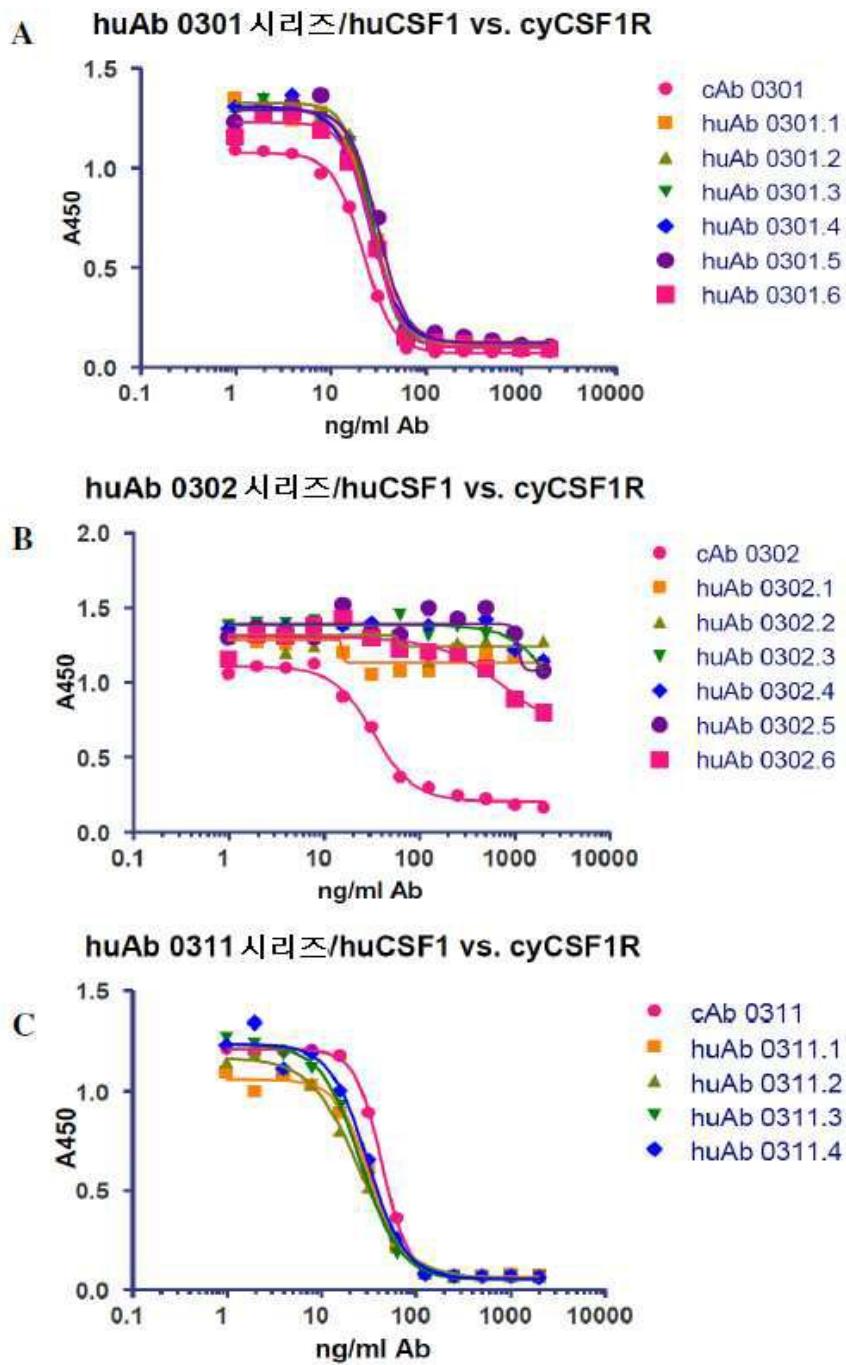 A
huAb 0301 시리즈/huCSF1 vs. cyCSF1R
1.5
1.0
0.5
0.0
A450
0.1 1 10 100 1000 10000
ng/ml Ab
cAb 0301
huAb 0301.1
huAb 0301.2
huAb 0301.3
huAb 0301.4
huAb 0301.5
huAb 0301.6
B
huAb 0302 시리즈/huCSF1 vs. cyCSF1R
2.0
1.5
1.0
0.5
0.0
A450
0.1 1 10 100 1000 10000
ng/ml Ab
cAb 0302
huAb 0302.1
huAb 0302.2
huAb 0302.3
huAb 0302.4
huAb 0302.5
huAb 0302.6
C
huAb 0311 시리즈/huCSF1 vs. cyCSF1R
1.5
1.0
0.5
0.0
A450
0.1 1 10 100 1000 10000
ng/ml Ab
cAb 0311
huAb 0311.1
huAb 0311.2
huAb 0311.3
huAb 0311.4